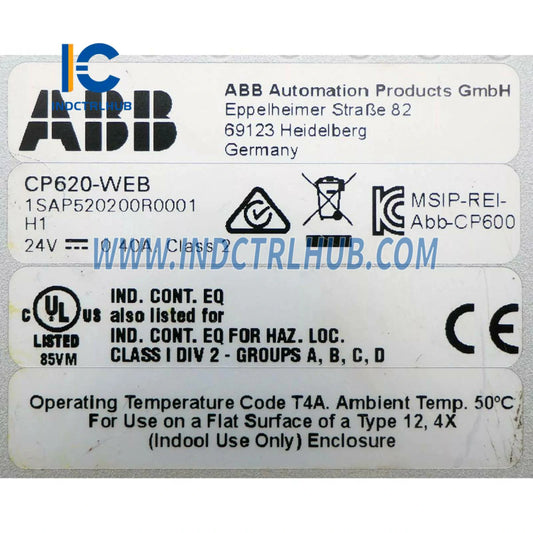 IC
INDCTRLHUB
ABB
ABB Automation Products GmbH
Eppelheimer Straße 82
69123 Heidelberg
Germany
CP620-WEB
1SAP520200R0001
H1
24V 0.40A, Class 2
MSIP-REI-
Abb-CP600
WWW.INDCTRLHUB.COM
C UL US
LISTED
85VM
IND. CONT. EQ
also listed for
IND. CONT. EQ FOR HAZ. LOC.
CLASS I DIV 2 - GROUPS A, B, C, D
CE
Operating Temperature Code T4A. Ambient Temp. 50°C
For Use on a Flat Surface of a Type 12, 4X
(Indool Use Only) Enclosure